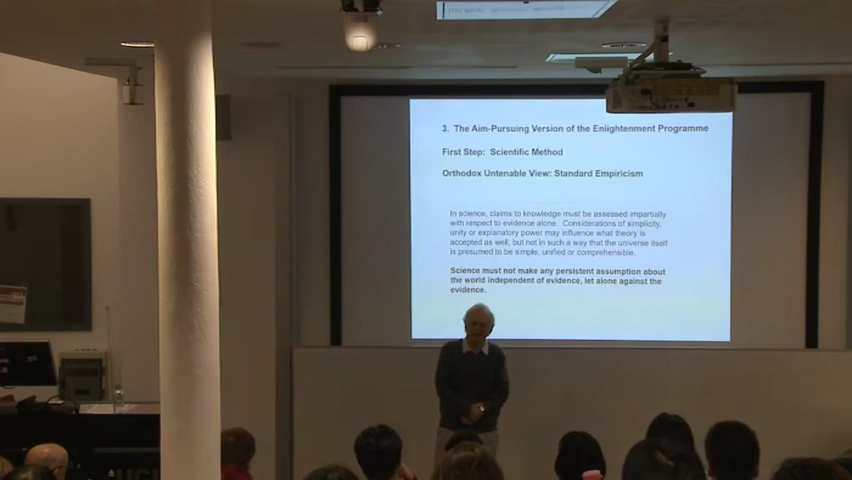 3. The Aim-Pursuing Version of the Enlightenment Programme
First Step: Scientific Method
Orthodox Untenable View: Standard Empiricism
In science, claims to knowledge must be assessed impartially
with respect to evidence alone. Considerations of simplicity,
unity or explanatory power may influence what theory is
accepted as well, but not in such a way that the universe itself
is presumed to be simple, unified or comprehensible.
Science must not make any persistent assumption about
the world independent of evidence, let alone against the
evidence.